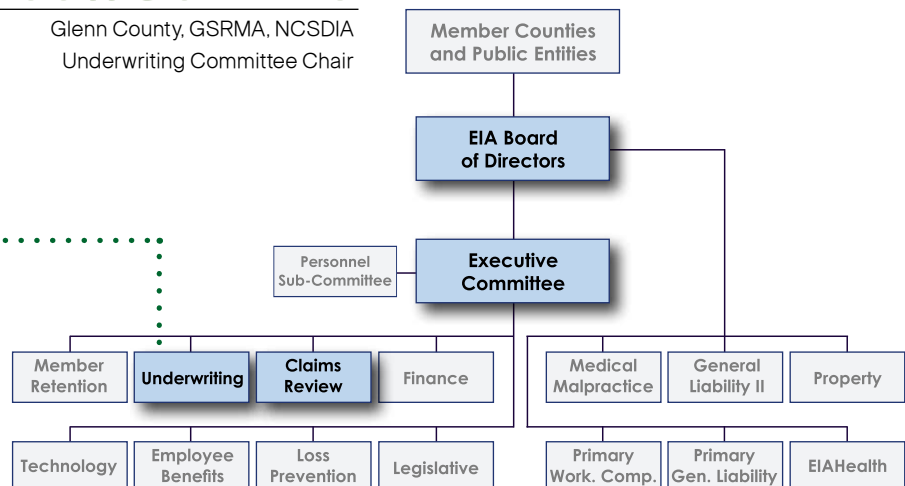 Glenn County, GSRMA, NCSDIA
Underwriting Committee Chair
Member Counties
and Public Entities
EIA Board
of Directors
Personnel
Sub-Committee
Executive
Committee
Member
Retention
Underwriting
Claims
Review
Finance
Medical
Malpractice
General
Liability II
Property
Technology
Employee
Benefits
Loss
Prevention
Legislative
Primary
Work. Comp.
Primary
Gen. Liability
EIAHealth